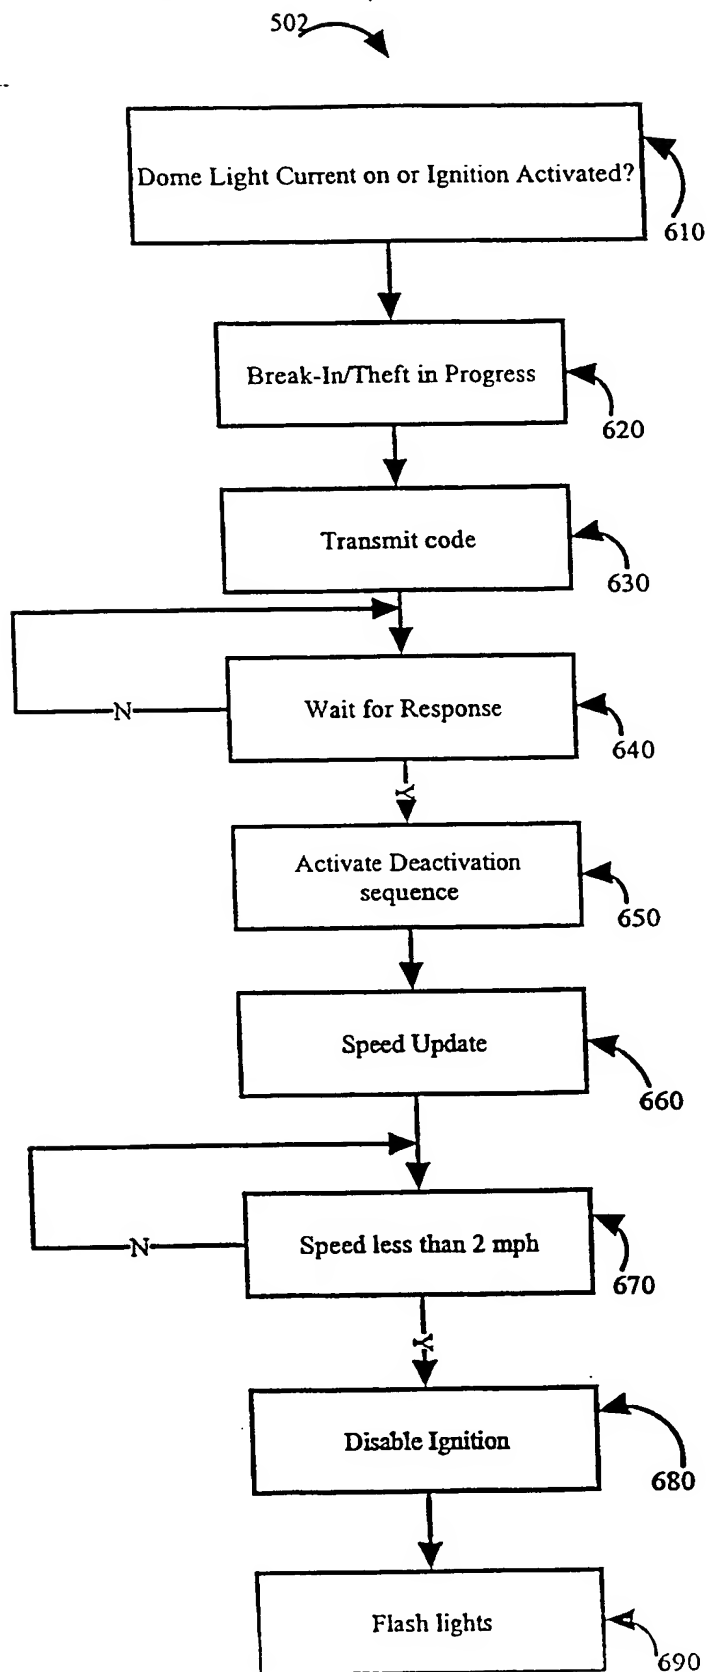 502
Dome Light Current on or Ignition Activated?
610
Break-In/Theft in Progress
620
Transmit code
630
Wait for Response
N
640
Y
Activate Deactivation
sequence
650
Speed Update
660
Speed less than 2 mph
N
670
Y
Disable Ignition
680
Flash lights
690